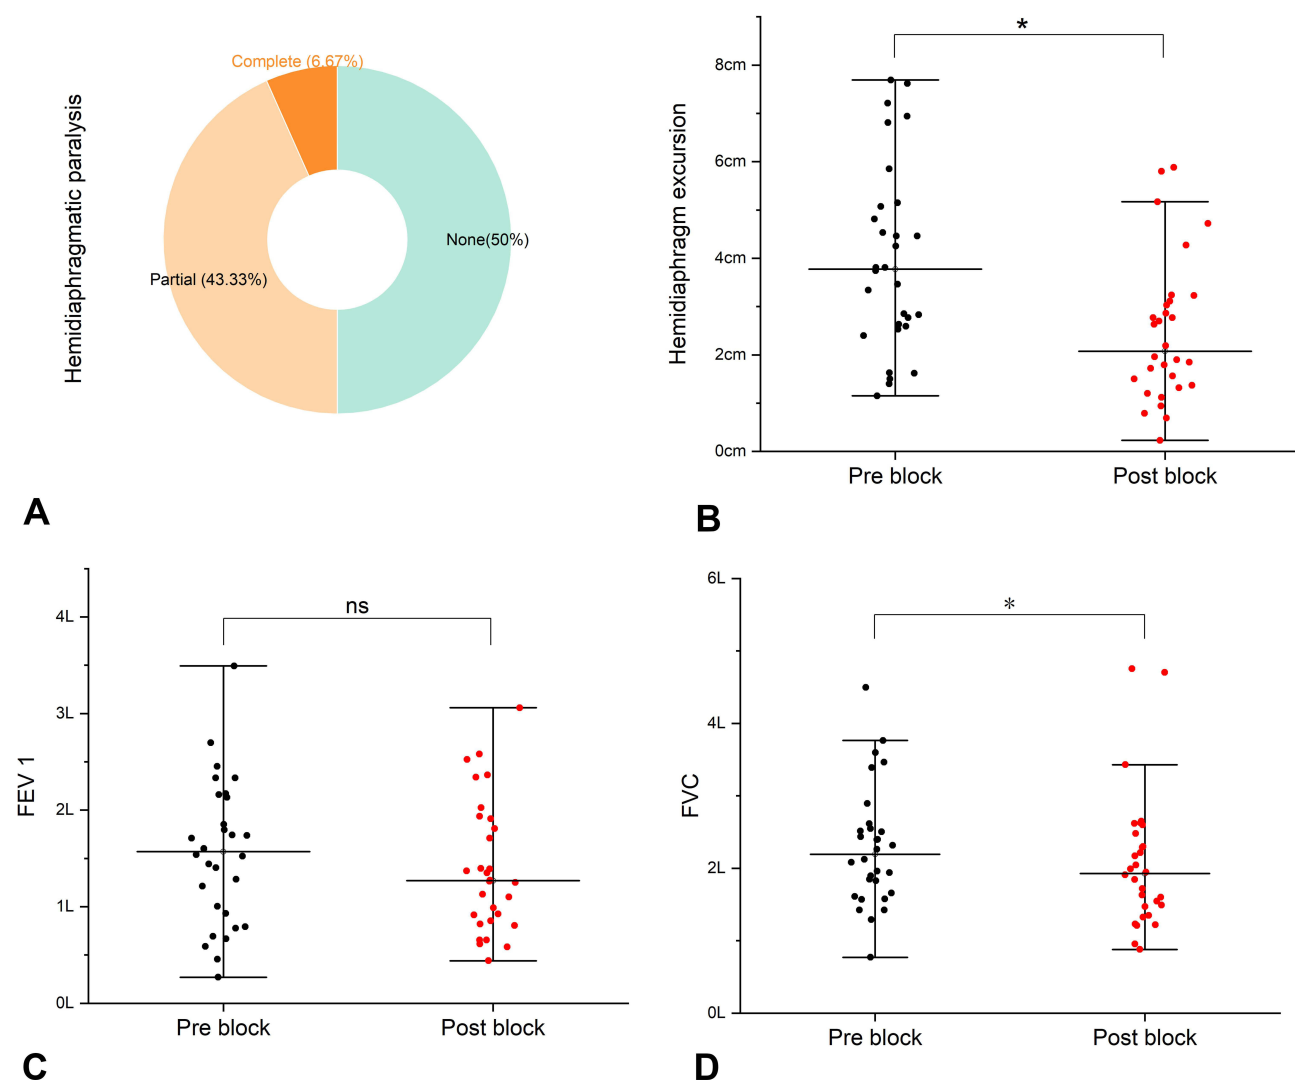 Hemidiaphragmatic paralysis
Complete (6.67%)
None(50%)
Partial (43.33%)
A
Hemidiaphragm excursion
*
8cm
6cm
4cm
2cm
0cm
Pre block
Post block
B
FEV 1
ns
4L
3L
2L
1L
0L
Pre block
Post block
C
FVC
*
6L
4L
2L
0L
Pre block
Post block
D